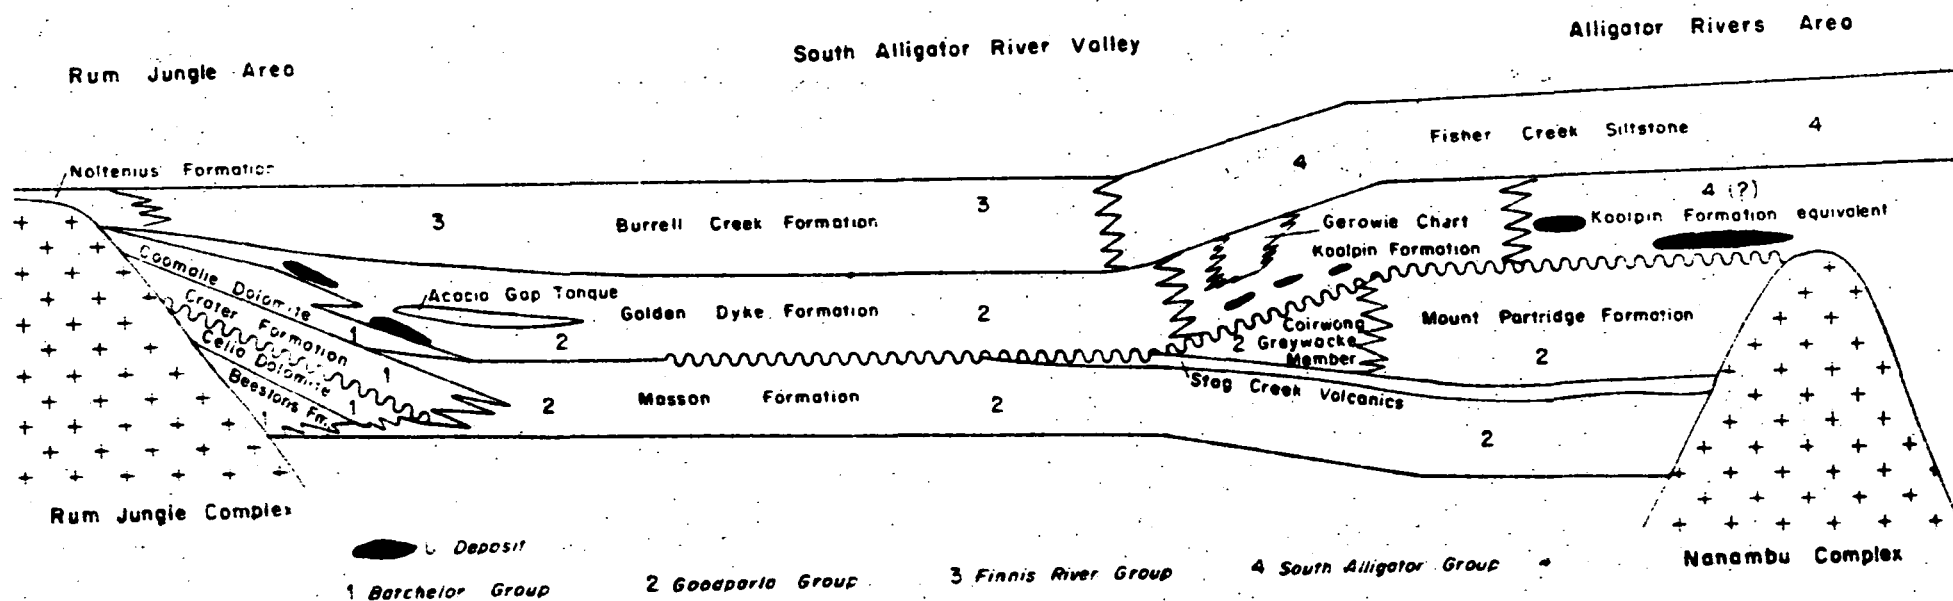 Rum Jungle Area
South Alligator River Valley
Alligator Rivers Area
Noltenius Formation
3
Burrell Creek Formation
3
4
Fisher Creek Siltstone
4
4 (?)
Gerowie Chart
Koolpin Formation
Koolpin Formation equivalent
Coomalie Dolomite
Crater Formation
Celia Dolomite
Beestons Fm.
1
1
1
1
Acacia Gap Tongue
2
Golden Dyke Formation
2
Coirwong
2 Greywacke
Member
Mount Partridge Formation
2
Stag Creek Volcanics
2
Masson Formation
2
2
Rum Jungle Complex
Nanambu Complex
U Deposit
1 Batchelor Group
2 Goodparla Group
3 Finnis River Group
4 South Alligator Group